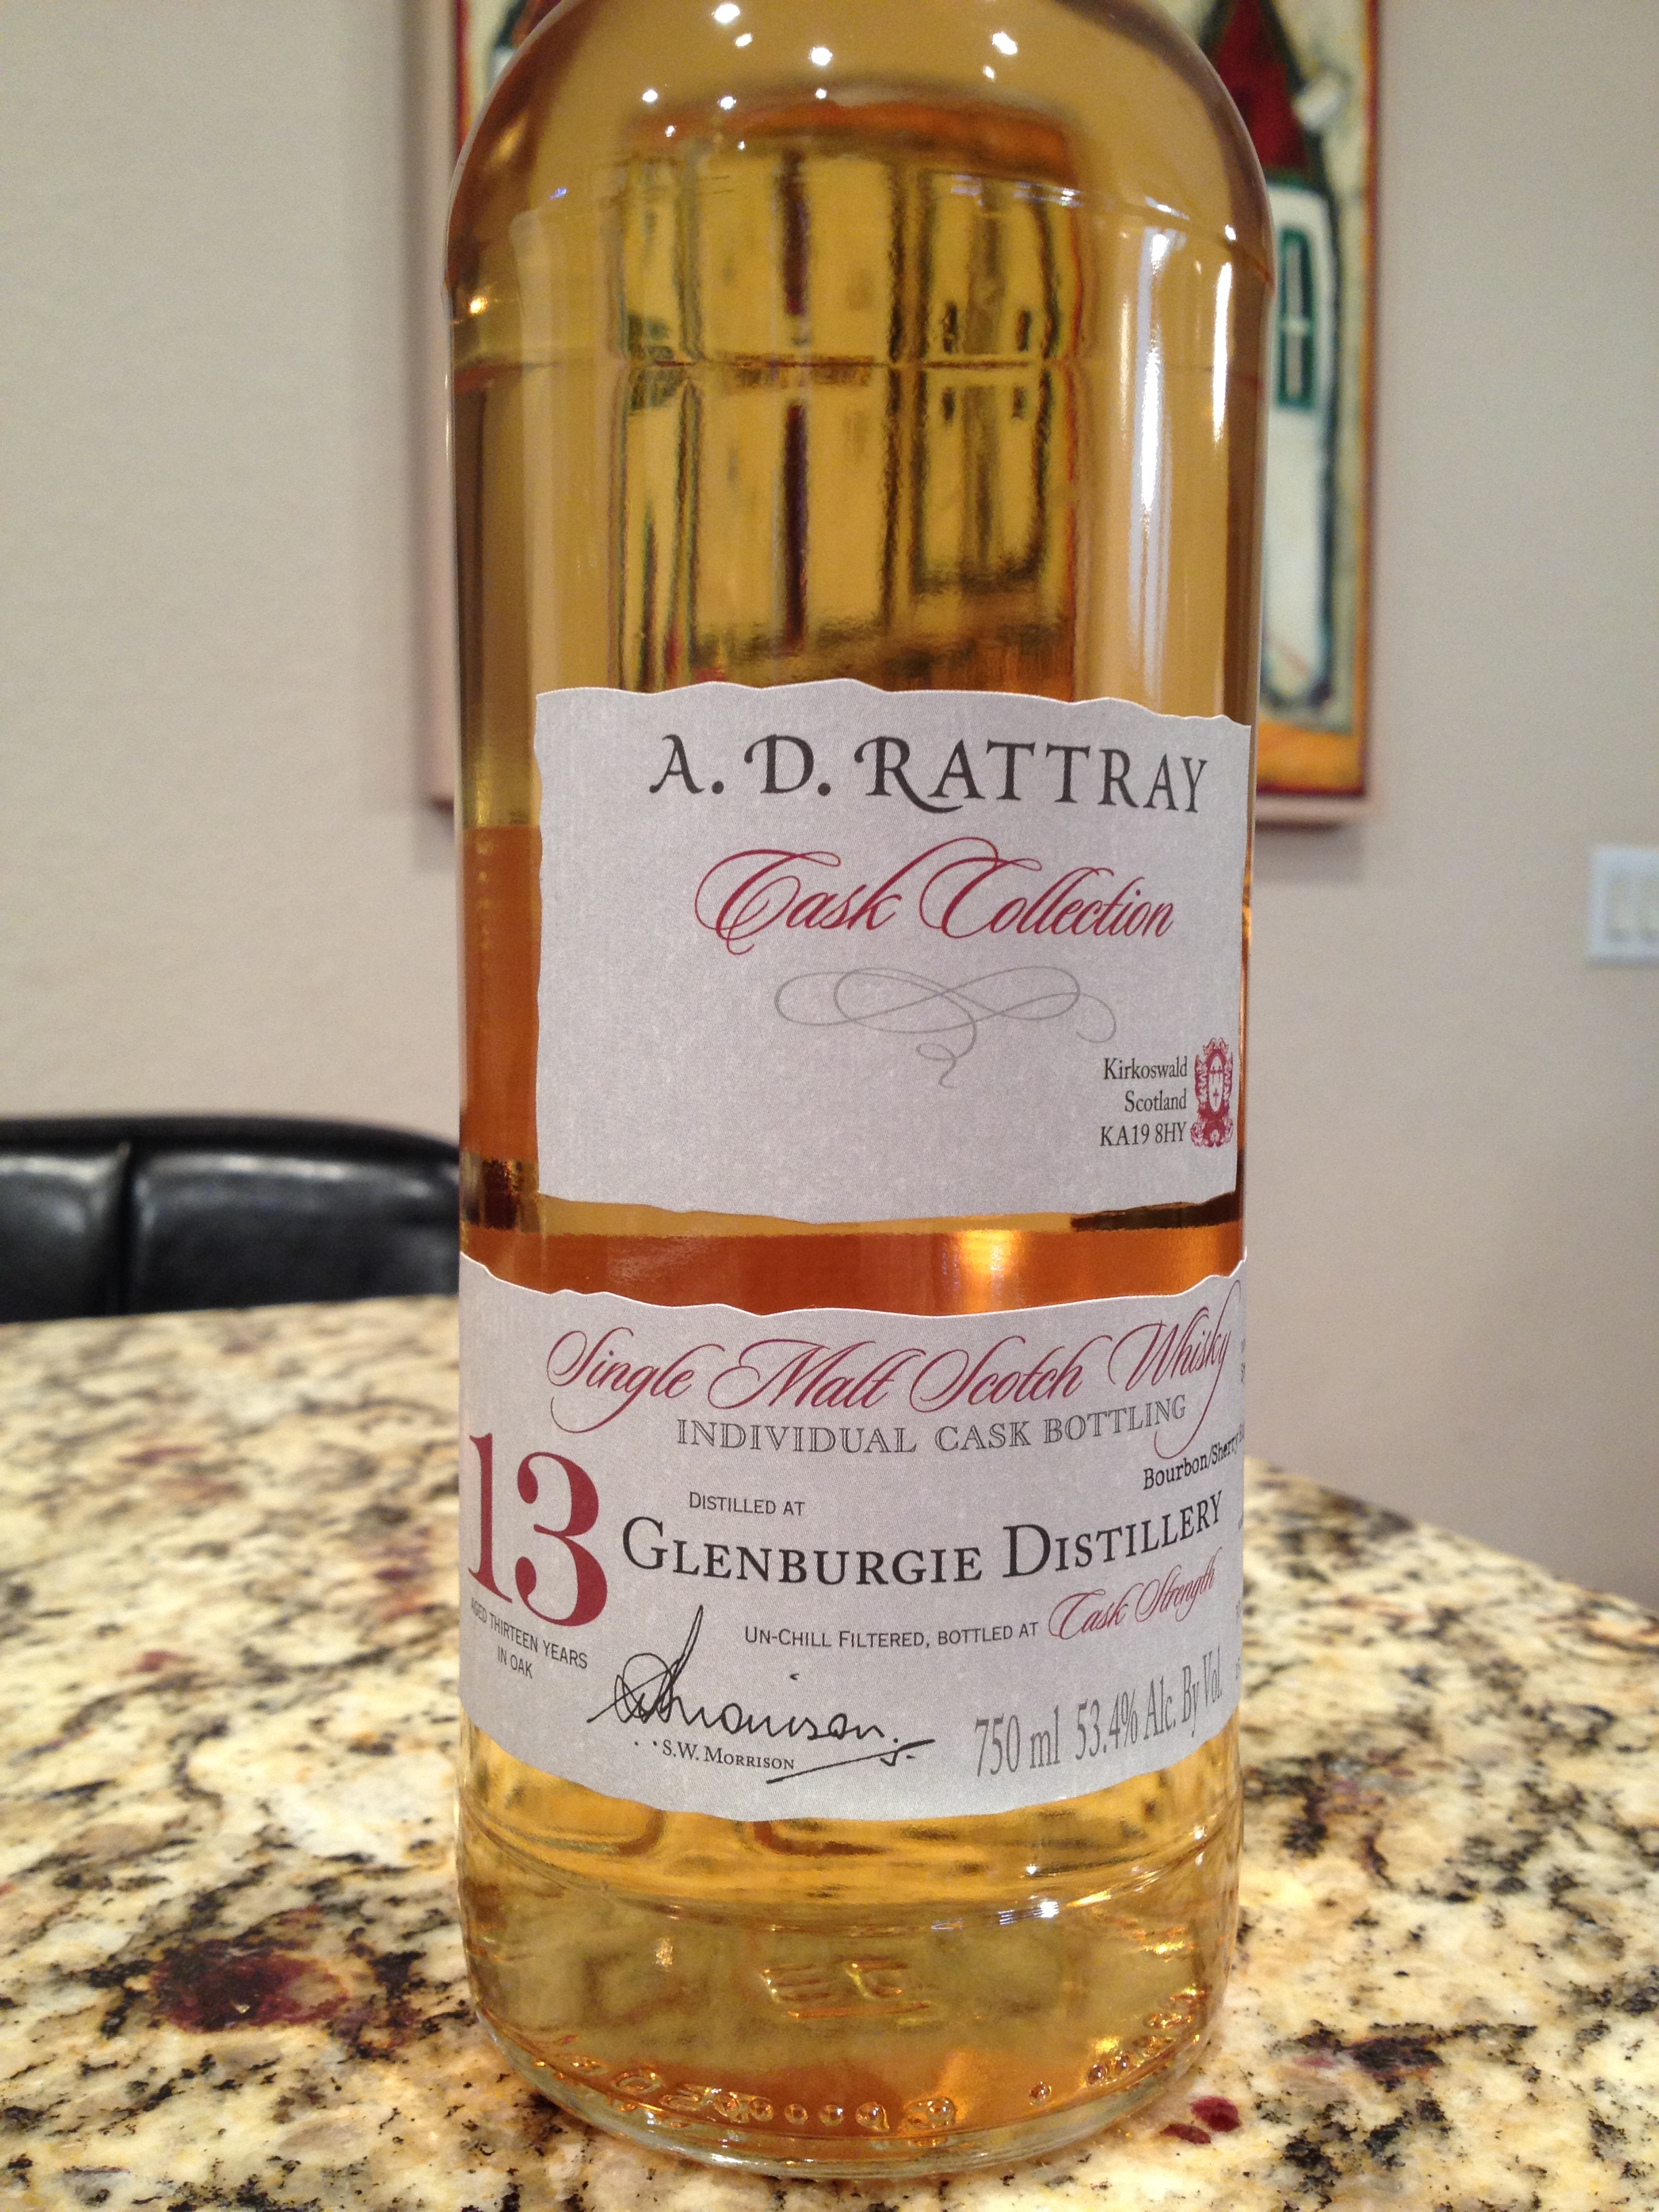 A. D. RATTRAY
Cask Collection
Kirkoswald
Scotland
KA19 8HY
Single Malt Scotch Whisky
INDIVIDUAL CASK BOTTLING
Bourbon/Sherry
13
AGED THIRTEEN YEARS
IN OAK
DISTILLED AT
GLENBURGIE DISTILLERY
UN-CHILL FILTERED, BOTTLED AT Cask Strength
S.W. MORRISON
750 ml 53.4% Alc. By Vol.